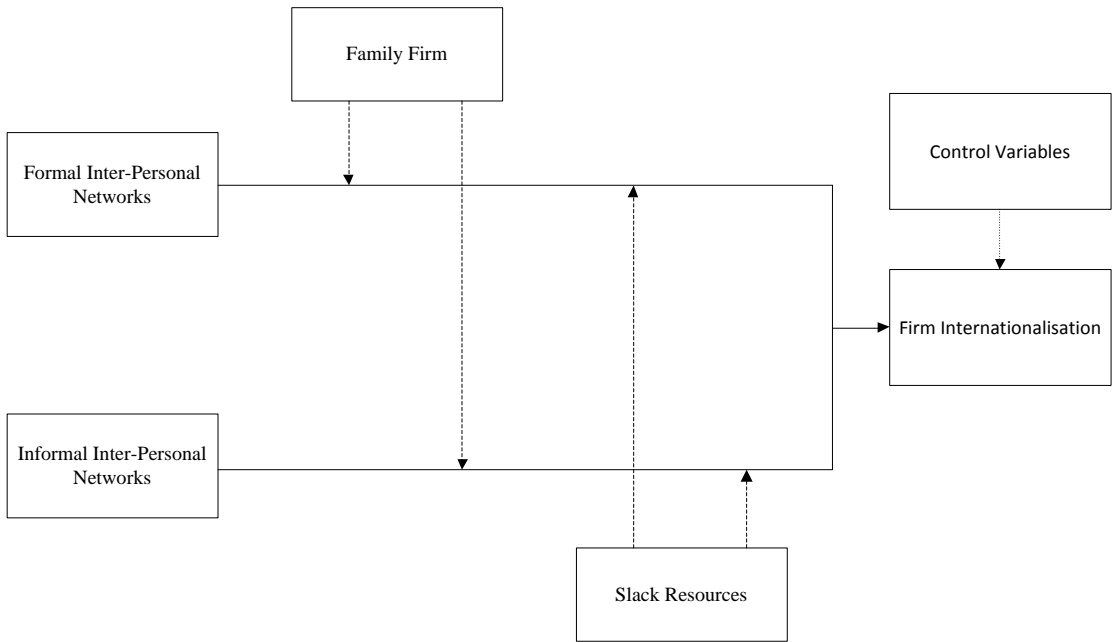 Family Firm
Control Variables
Formal Inter-Personal
Networks
Firm Internationalisation
Informal Inter-Personal
Networks
Slack Resources